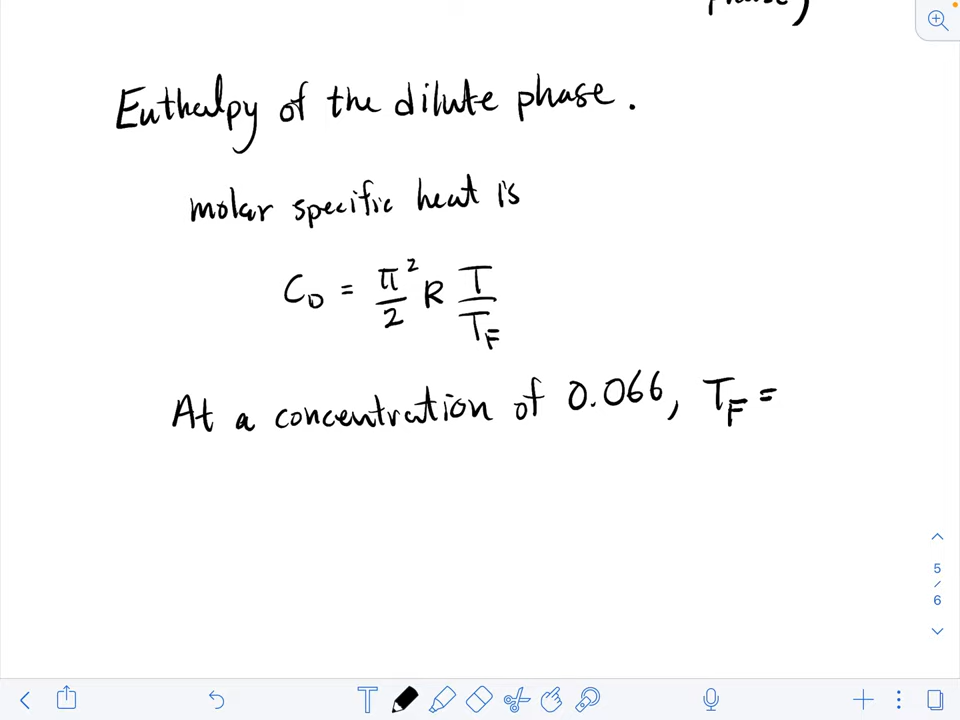 phase)
Enthalpy of the dilute phase.
molar specific heat is
C_D = π²/2 R T/T_F
At a concentration of 0.066, T_F =
5
/
6
T